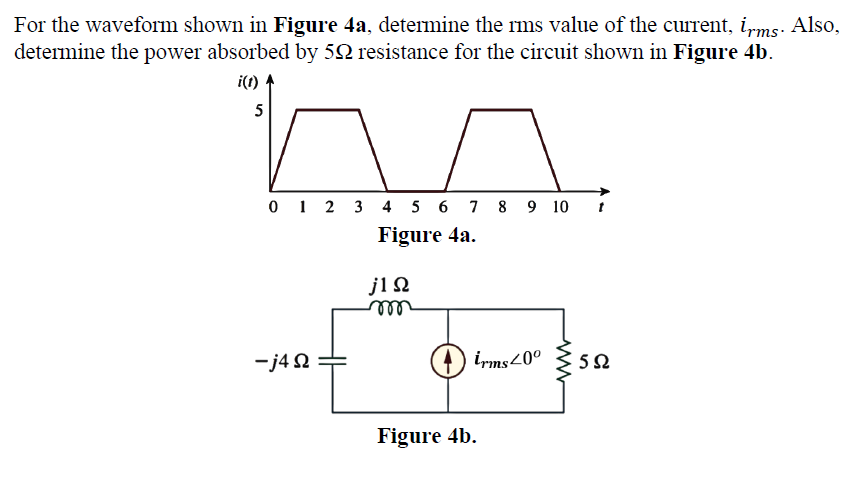 For the waveform shown in Figure 4a, determine the rms value of the current, i_rms. Also,
determine the power absorbed by 5Ω resistance for the circuit shown in Figure 4b.
i(t)
5
0 1 2 3 4 5 6 7 8 9 10 t
Figure 4a.
j1 Ω
−j4 Ω
i_rms∠0°
5 Ω
Figure 4b.